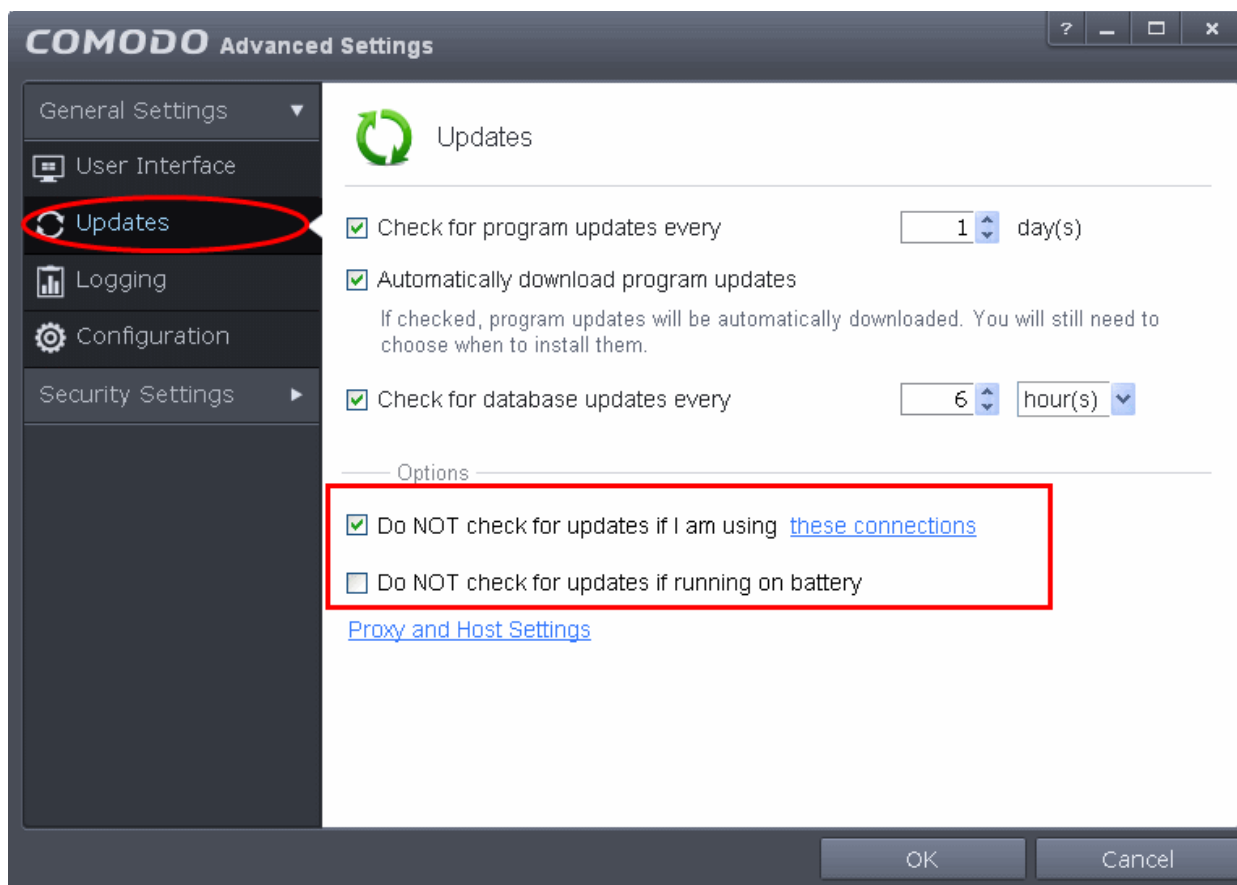 COMODO Advanced Settings
?
General Settings
User Interface
Updates
Logging
Configuration
Security Settings
Updates
Check for program updates every 1 day(s)
Automatically download program updates
If checked, program updates will be automatically downloaded. You will still need to
choose when to install them.
Check for database updates every 6 hour(s)
Options
Do NOT check for updates if I am using these connections
Do NOT check for updates if running on battery
Proxy and Host Settings
OK Cancel